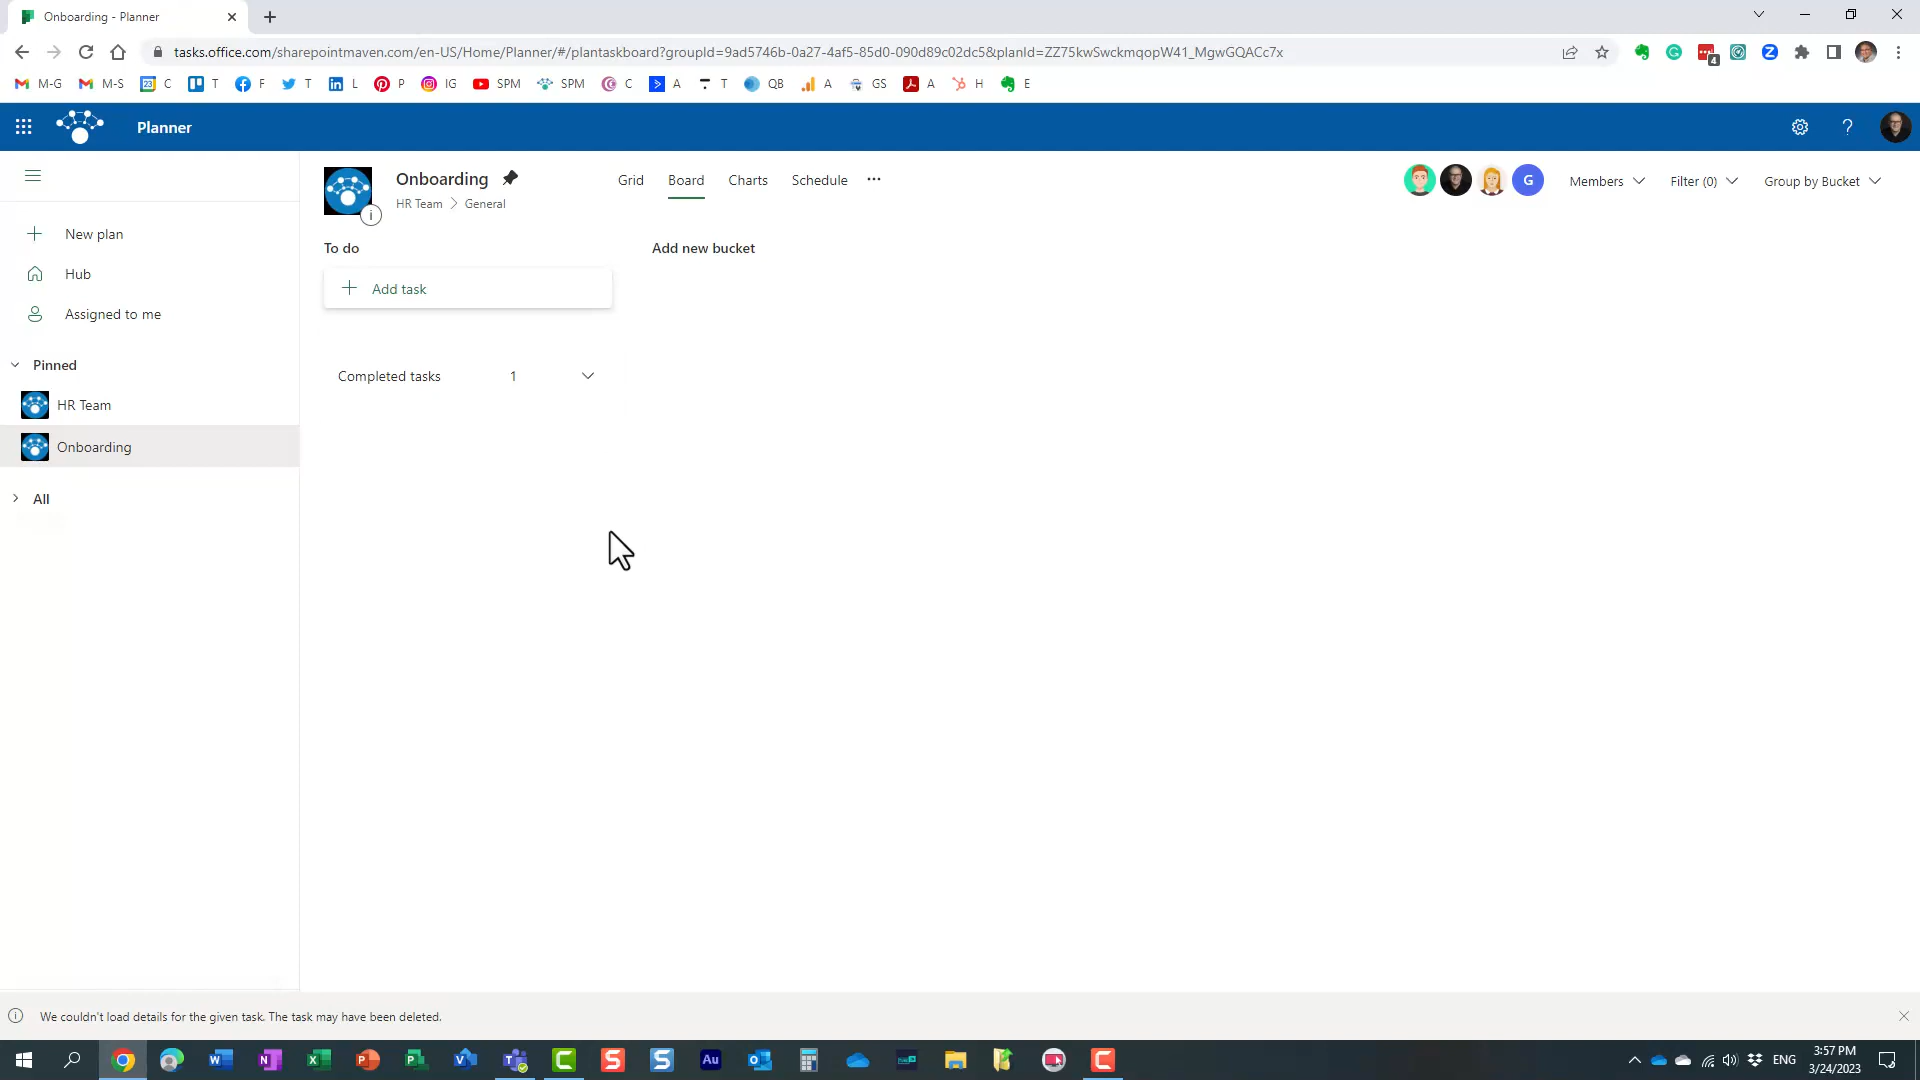 Onboarding - Planner
tasks.office.com/sharepointmaven.com/en-US/Home/Planner/#/plantaskboard?groupId=9ad5746b-0a27-4af5-85d0-090d89c02dc5&planId=ZZ75kwSwckmqopW41_MgwGQACc7x
4
M-G M-S 23 C T F T L P IG SPM SPM C A T QB A GS A H E
Planner
Onboarding
Grid Board Charts Schedule
G
Members Filter (0) Group by Bucket
HR Team > General
New plan
Hub
Assigned to me
Pinned
HR Team
Onboarding
All
To do
Add new bucket
Add task
Completed tasks 1
We couldn't load details for the given task. The task may have been deleted.
ENG
3:57 PM
3/24/2023